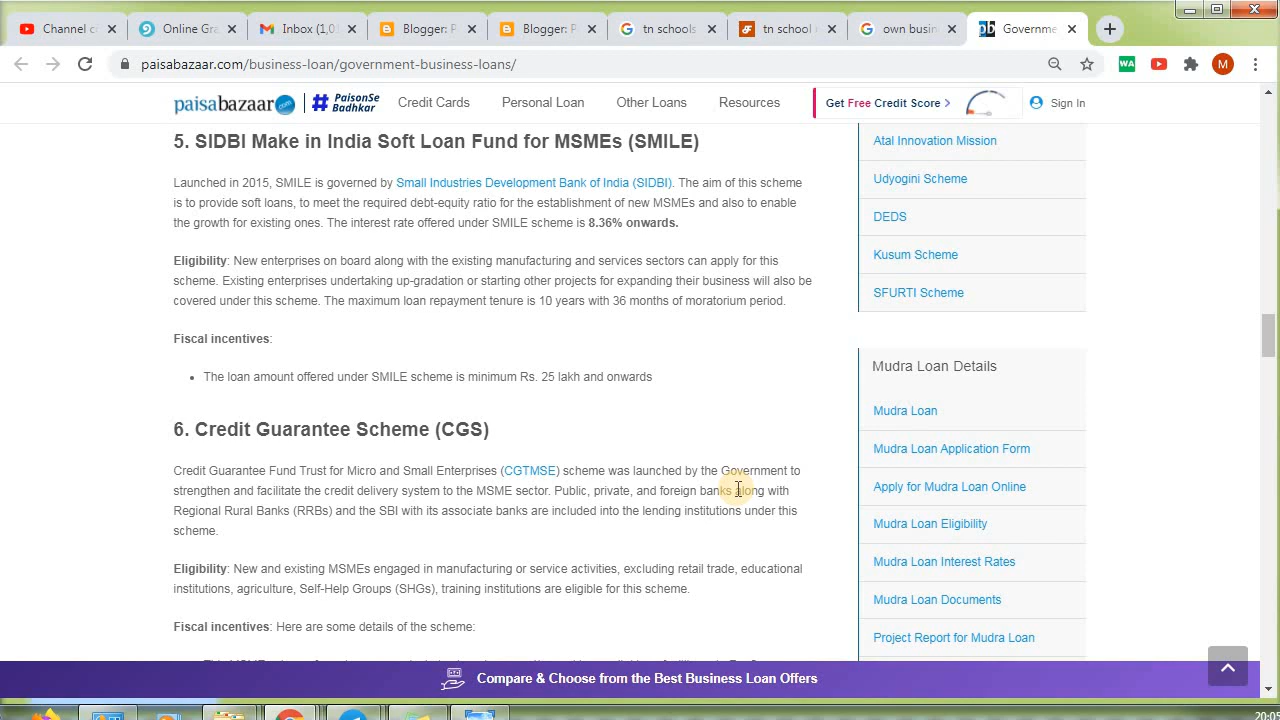 Channel c
Online Gra
Inbox (1,01
Blogger: P
Blogger: P
tn schools
tn school
own busin
Governme
paisabazaar.com/business-loan/government-business-loans/
WA
M
paisabazaar.com
# PaisonSe
Badhkar
Credit Cards
Personal Loan
Other Loans
Resources
Get Free Credit Score >
Sign In
5. SIDBI Make in India Soft Loan Fund for MSMEs (SMILE)
Launched in 2015, SMILE is governed by Small Industries Development Bank of India (SIDBI). The aim of this scheme
is to provide soft loans, to meet the required debt-equity ratio for the establishment of new MSMEs and also to enable
the growth for existing ones. The interest rate offered under SMILE scheme is 8.36% onwards.
Eligibility: New enterprises on board along with the existing manufacturing and services sectors can apply for this
scheme. Existing enterprises undertaking up-gradation or starting other projects for expanding their business will also be
covered under this scheme. The maximum loan repayment tenure is 10 years with 36 months of moratorium period.
Fiscal incentives:
• The loan amount offered under SMILE scheme is minimum Rs. 25 lakh and onwards
6. Credit Guarantee Scheme (CGS)
Credit Guarantee Fund Trust for Micro and Small Enterprises (CGTMSE) scheme was launched by the Government to
strengthen and facilitate the credit delivery system to the MSME sector. Public, private, and foreign banks along with
Regional Rural Banks (RRBs) and the SBI with its associate banks are included into the lending institutions under this
scheme.
Eligibility: New and existing MSMEs engaged in manufacturing or service activities, excluding retail trade, educational
institutions, agriculture, Self-Help Groups (SHGs), training institutions are eligible for this scheme.
Fiscal incentives: Here are some details of the scheme:
Atal Innovation Mission
Udyogini Scheme
DEDS
Kusum Scheme
SFURTI Scheme
Mudra Loan Details
Mudra Loan
Mudra Loan Application Form
Apply for Mudra Loan Online
Mudra Loan Eligibility
Mudra Loan Interest Rates
Mudra Loan Documents
Project Report for Mudra Loan
Compare & Choose from the Best Business Loan Offers